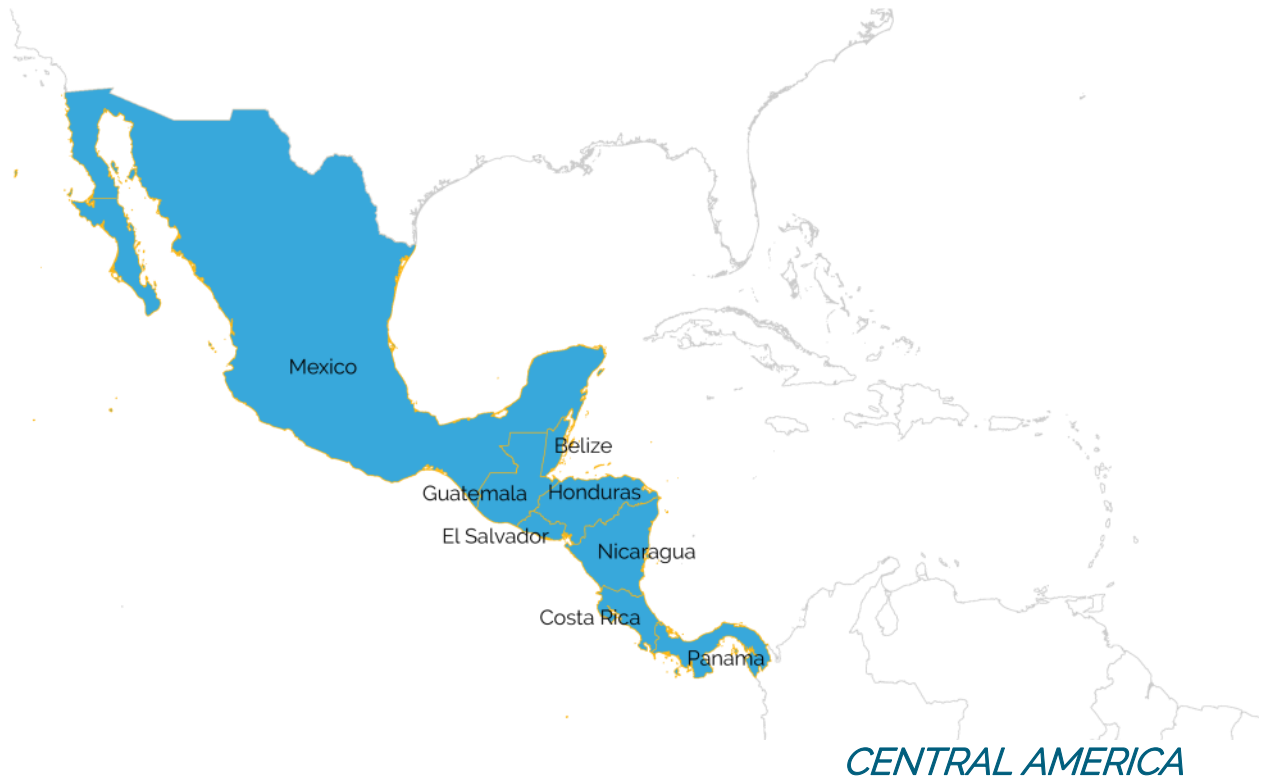 Mexico
Belize
Guatemala
Honduras
El Salvador
Nicaragua
Costa Rica
Panama
CENTRAL AMERICA